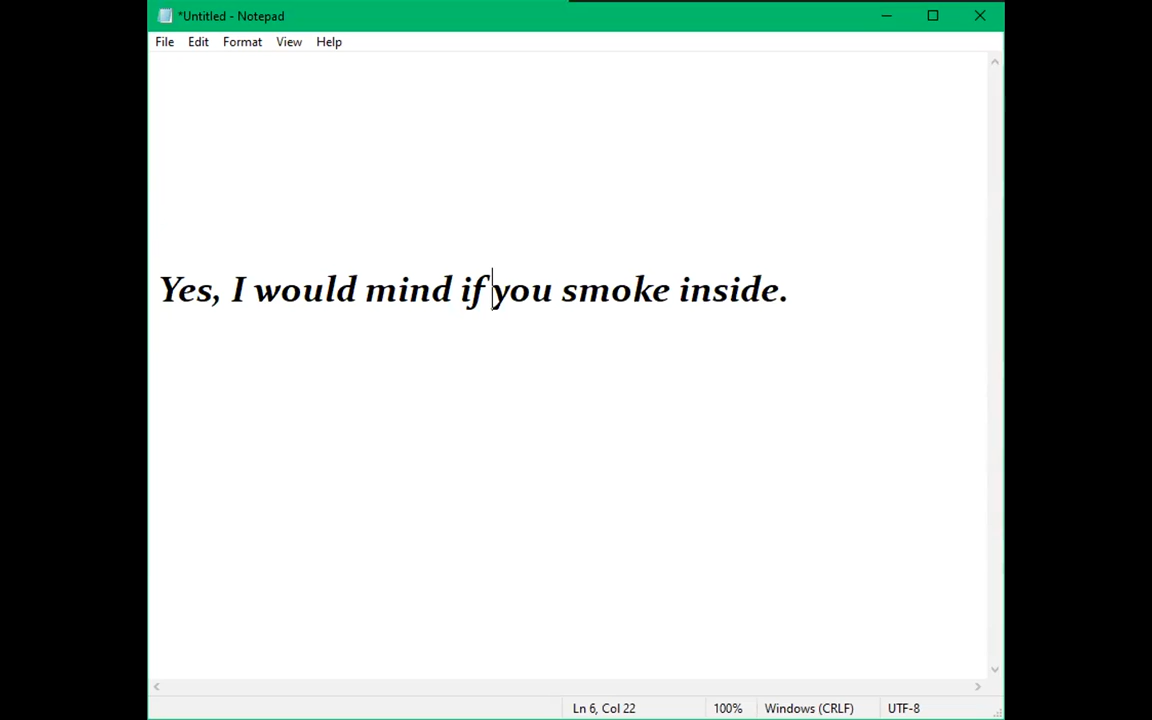 *Untitled - Notepad
File Edit Format View Help
Yes, I would mind if you smoke inside.
Ln 6, Col 22 100% Windows (CRLF) UTF-8